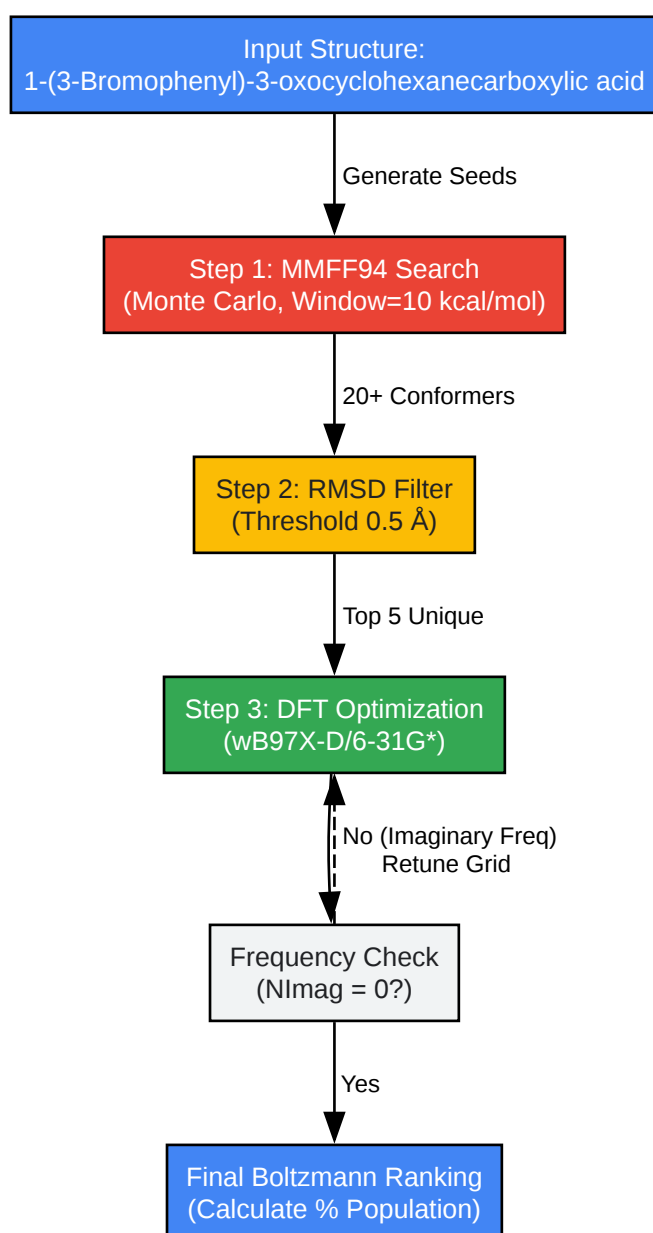 Input Structure:
1-(3-Bromophenyl)-3-oxocyclohexanecarboxylic acid
Generate Seeds
Step 1: MMFF94 Search
(Monte Carlo, Window=10 kcal/mol)
20+ Conformers
Step 2: RMSD Filter
(Threshold 0.5 Å)
Top 5 Unique
Step 3: DFT Optimization
(wB97X-D/6-31G*)
No (Imaginary Freq)
Retune Grid
Frequency Check
(NImag = 0?)
Yes
Final Boltzmann Ranking
(Calculate % Population)